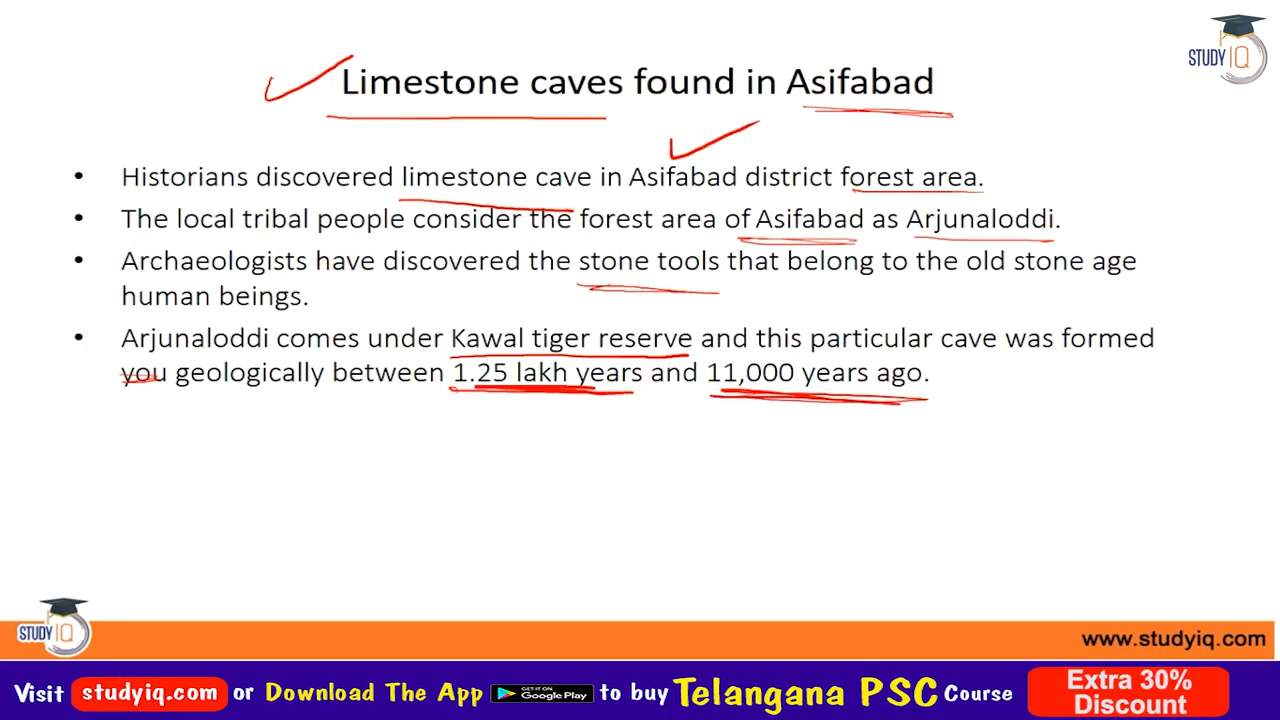 STUDY IQ
Limestone caves found in Asifabad
• Historians discovered limestone cave in Asifabad district forest area.
• The local tribal people consider the forest area of Asifabad as Arjunaloddi.
• Archaeologists have discovered the stone tools that belong to the old stone age
human beings.
• Arjunaloddi comes under Kawal tiger reserve and this particular cave was formed
you geologically between 1.25 lakh years and 11,000 years ago.
STUDY IQ
www.studyiq.com
Visit studyiq.com or Download The App GET IT ON Google Play to buy Telangana PSC Course
Extra 30%
Discount